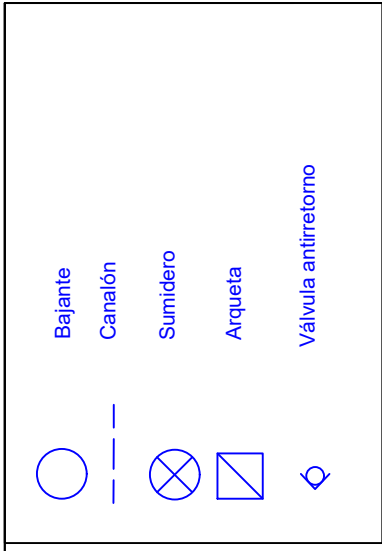 Bajante
Canalón
Sumidero
Arqueta
Válvula antirretorno